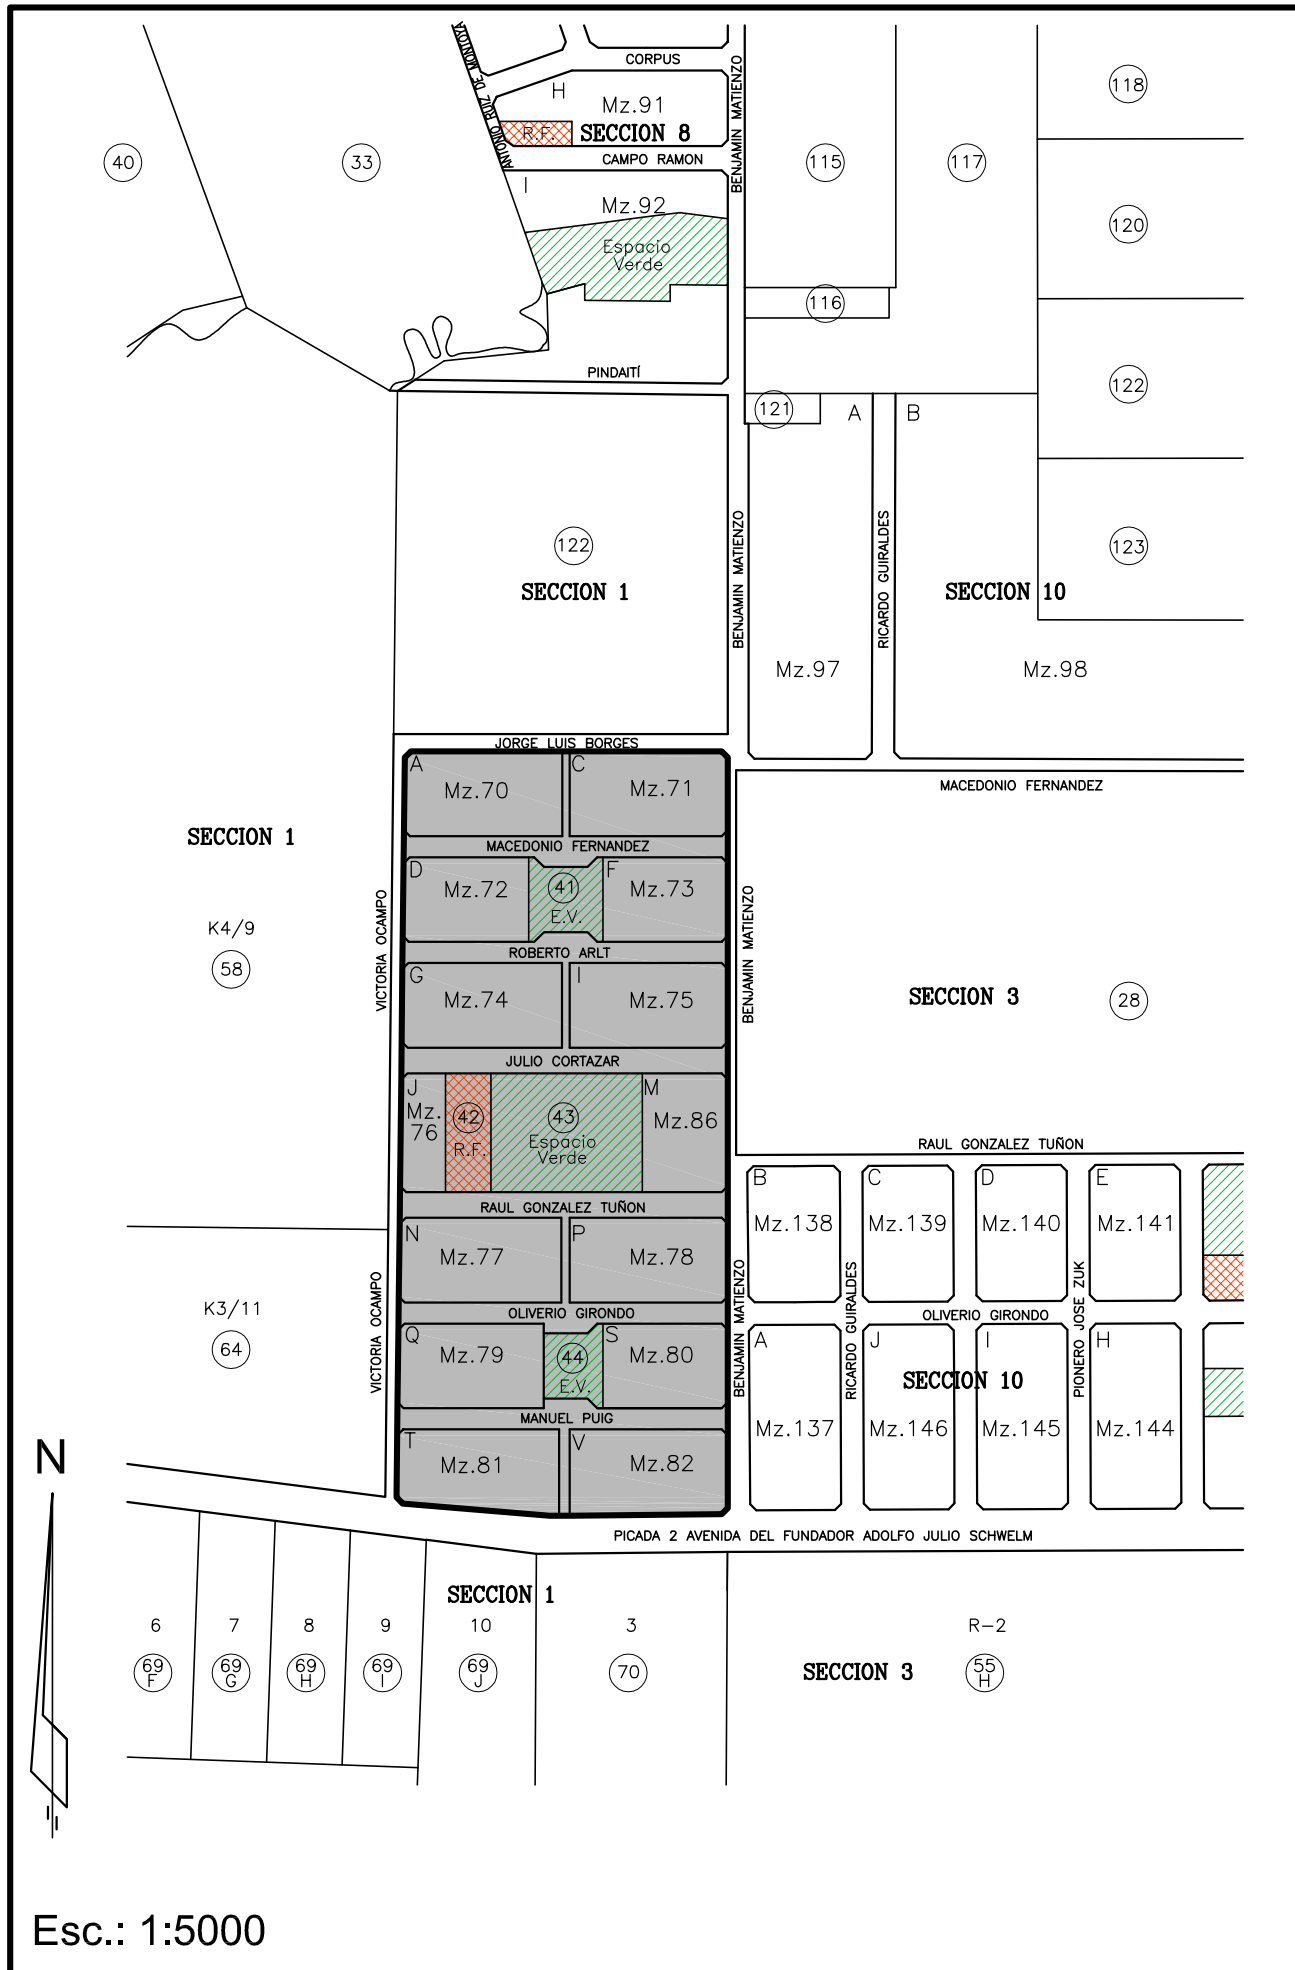 ANTONIO RUIZ DE MONTOYA
CORPUS
BENJAMIN MATIENZO
118
H
Mz.91
R.F.
SECCION 8
40
33
CAMPO RAMON
115
117
I
Mz.92
120
Espacio
Verde
116
PINDAITÍ
122
121
A
B
122
SECCION 1
BENJAMIN MATIENZO
RICARDO GUIRALDES
123
SECCION 10
Mz.97
Mz.98
JORGE LUIS BORGES
A
Mz.70
C
Mz.71
MACEDONIO FERNANDEZ
SECCION 1
MACEDONIO FERNANDEZ
D
Mz.72
41
E.V.
F
Mz.73
VICTORIA OCAMPO
BENJAMIN MATIENZO
K4/9
58
ROBERTO ARLT
G
Mz.74
I
Mz.75
SECCION 3
28
JULIO CORTAZAR
J
Mz.
76
42
R.F.
43
Espacio
Verde
M
Mz.86
RAUL GONZALEZ TUÑON
RAUL GONZALEZ TUÑON
B
Mz.138
C
Mz.139
D
Mz.140
E
Mz.141
N
Mz.77
P
Mz.78
VICTORIA OCAMPO
BENJAMIN MATIENZO
RICARDO GUIRALDES
PIONERO JOSE ZUK
K3/11
64
OLIVERIO GIRONDO
OLIVERIO GIRONDO
Q
Mz.79
44
E.V.
S
Mz.80
A
Mz.137
J
Mz.146
I
Mz.145
H
Mz.144
SECCION 10
MANUEL PUIG
T
Mz.81
V
Mz.82
N
PICADA 2 AVENIDA DEL FUNDADOR ADOLFO JULIO SCHWELM
SECCION 1
6
69
F
7
69
G
8
69
H
9
69
I
10
69
J
3
70
SECCION 3
R-2
55
H
Esc.: 1:5000